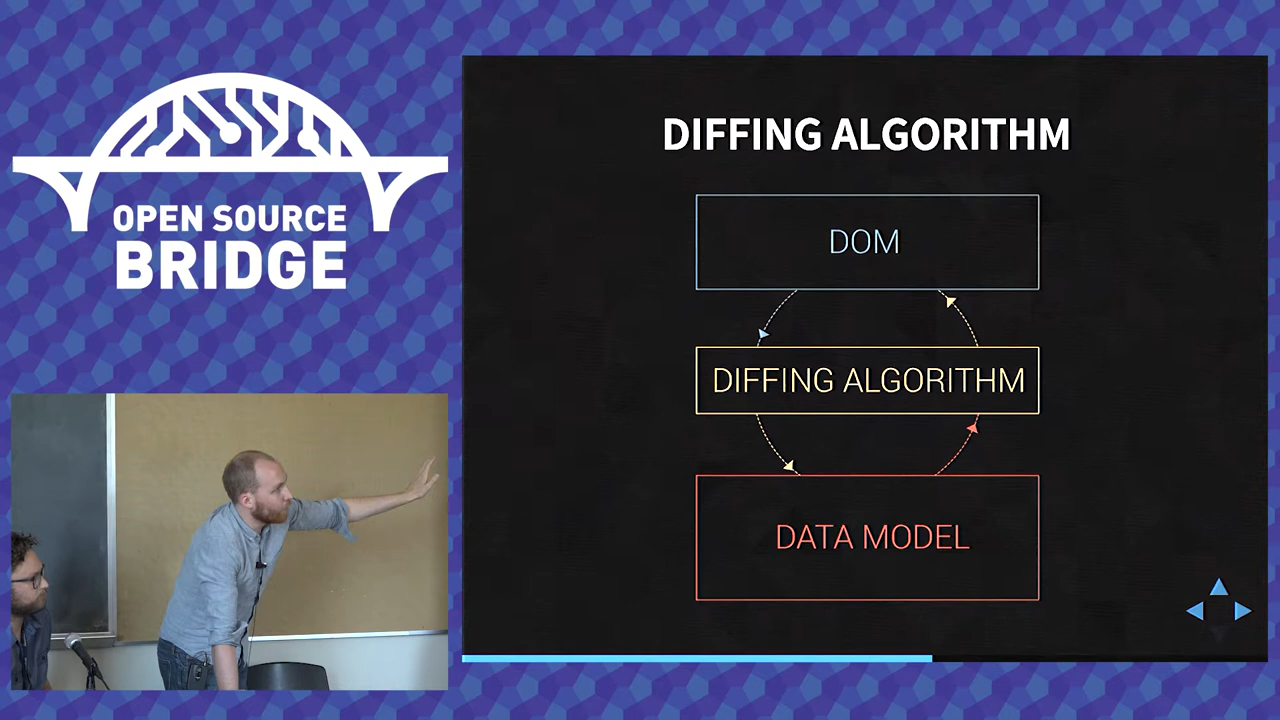 OPEN SOURCE
BRIDGE
DIFFING ALGORITHM
DOM
DIFFING ALGORITHM
DATA MODEL